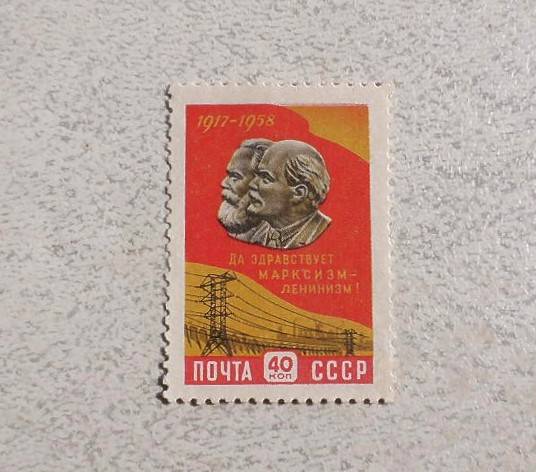 1917-1958
ДА ЗДРАВСТВУЕТ
МАРКСИЗМ-
ЛЕНИНИЗМ!
ПОЧТА 40 КОП СССР